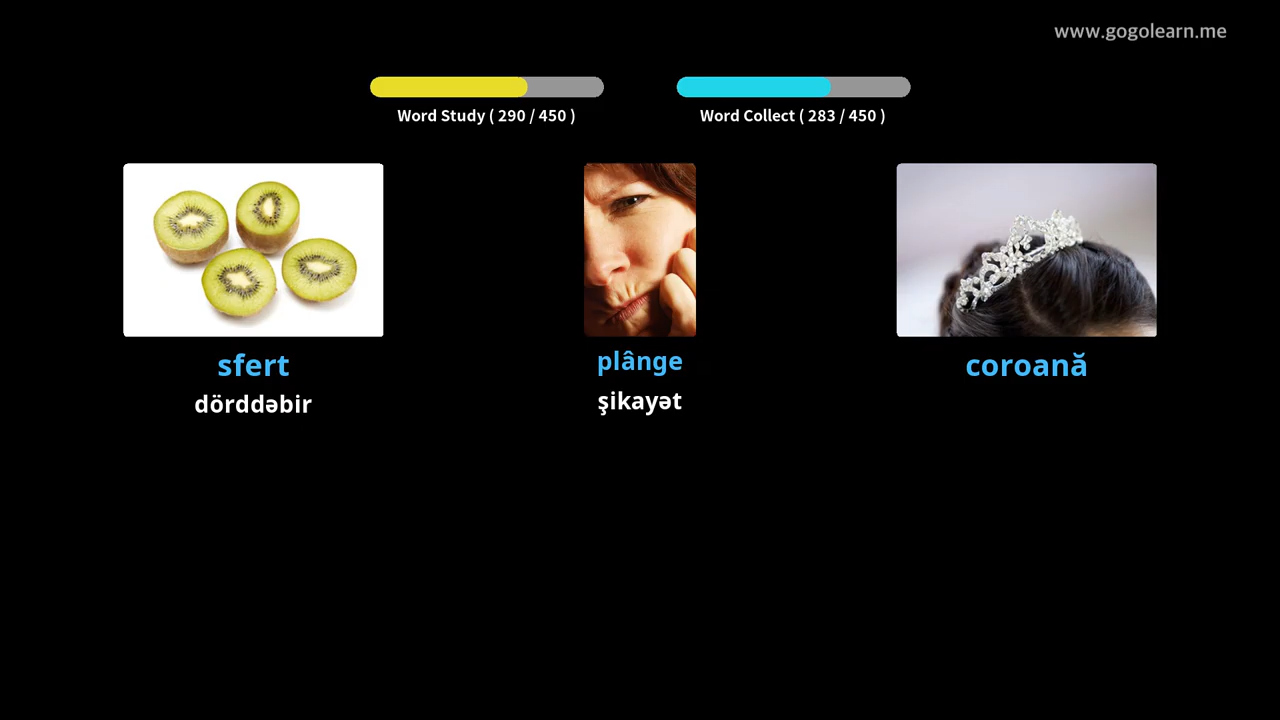 www.gogolearn.me
Word Study ( 290 / 450 )
Word Collect ( 283 / 450 )
sfert
dörddəbir
plânge
şikayət
coroană